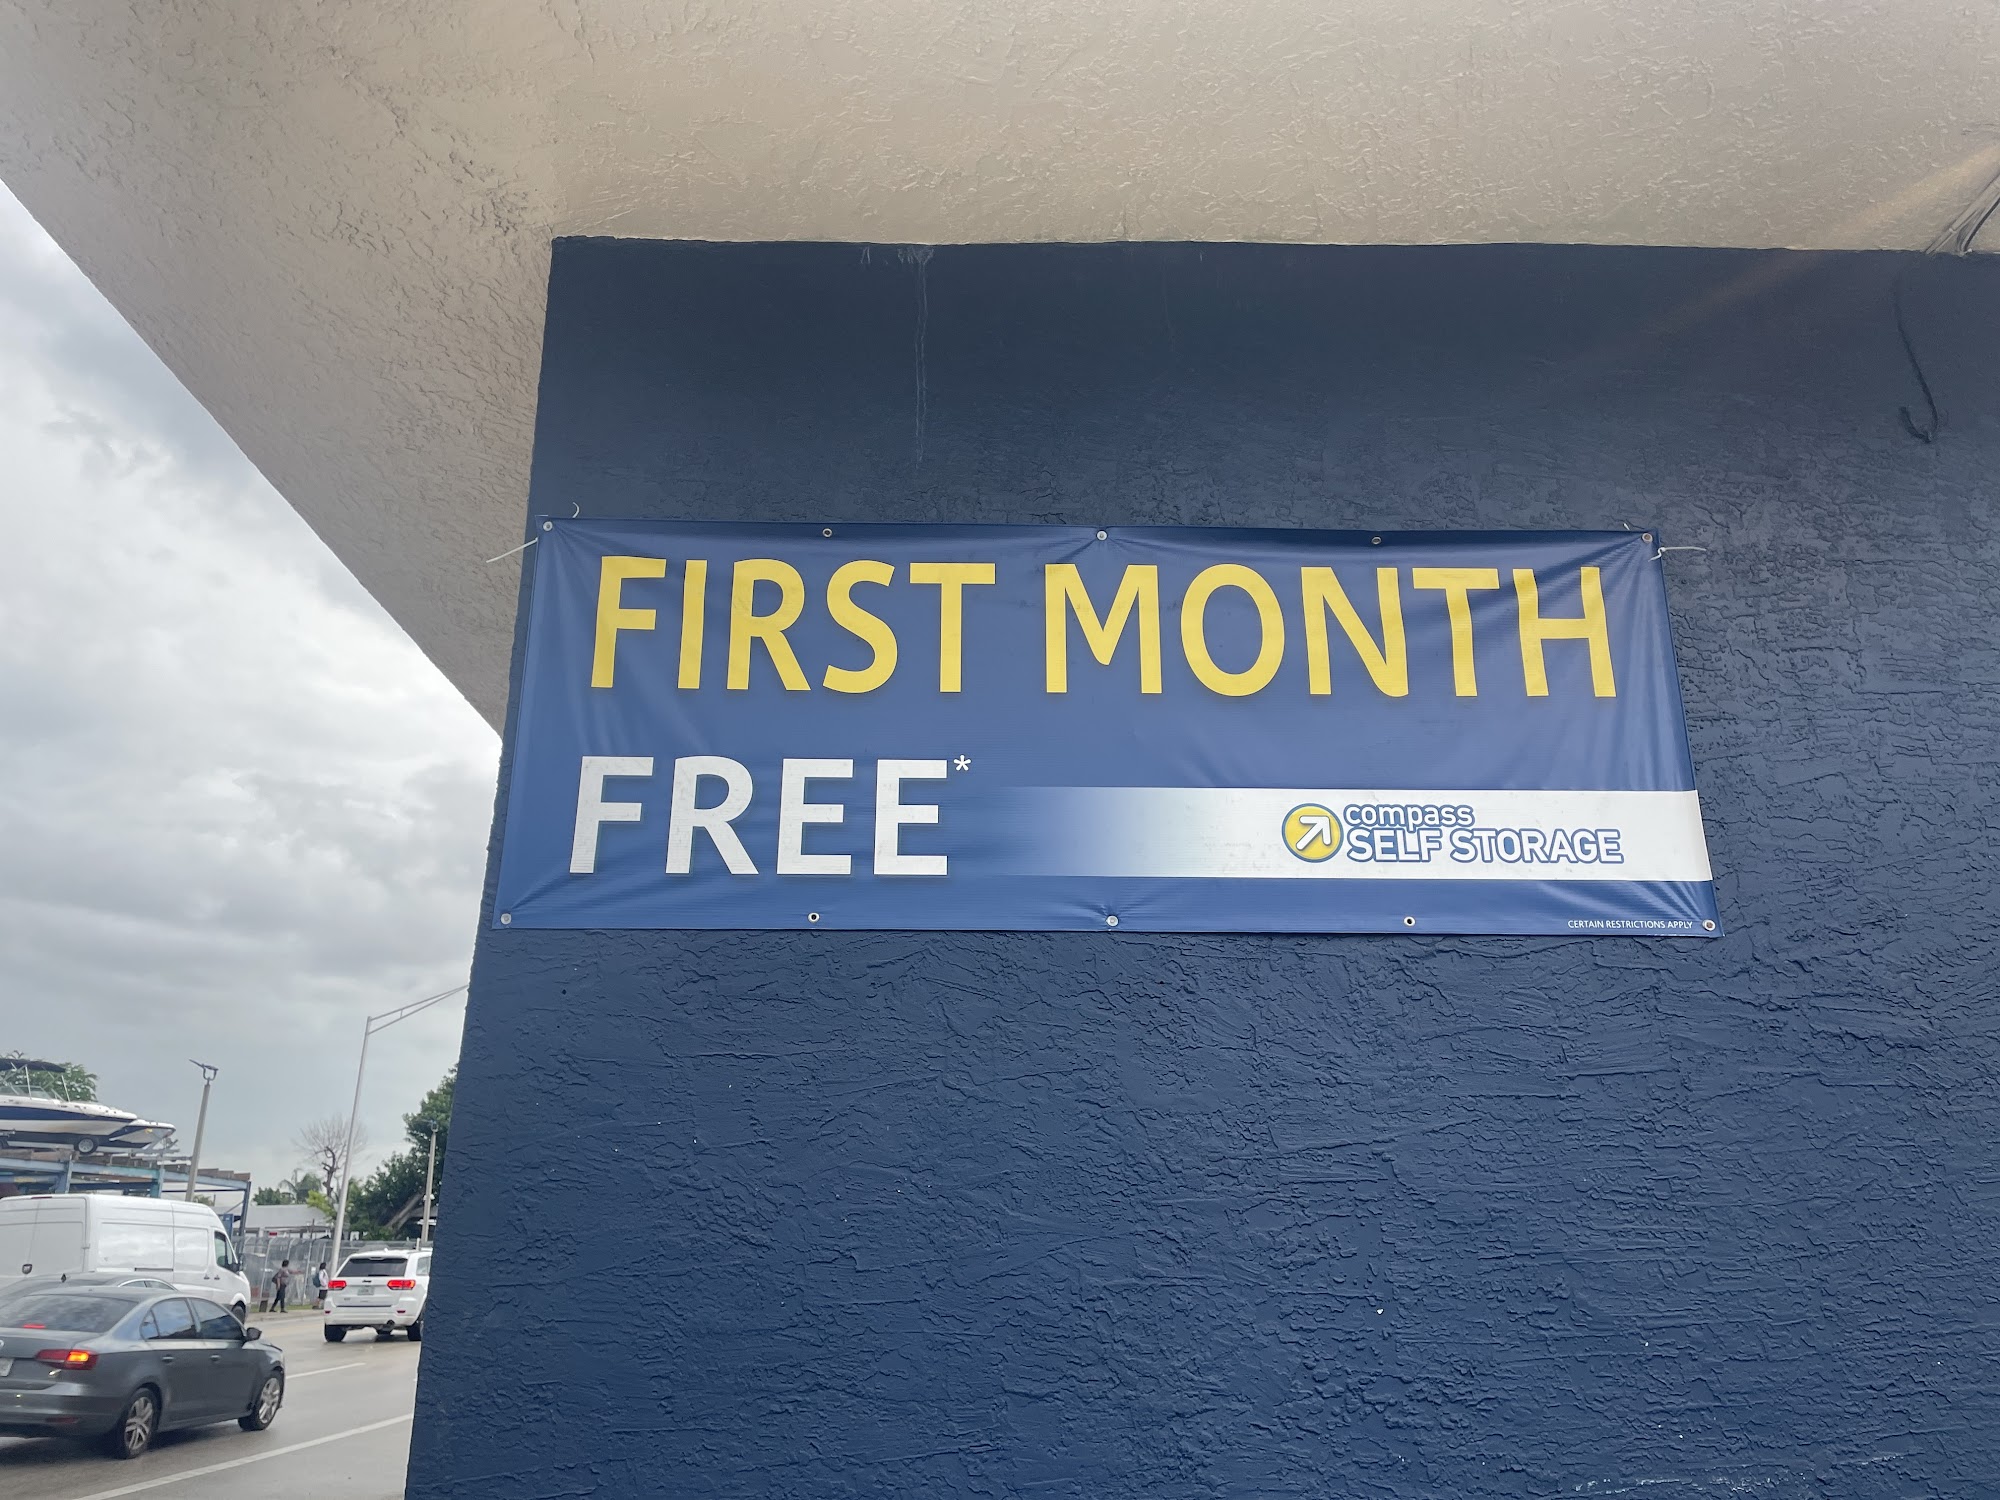 FIRST MONTH
FREE*
compass
SELF STORAGE
CERTAIN RESTRICTIONS APPLY